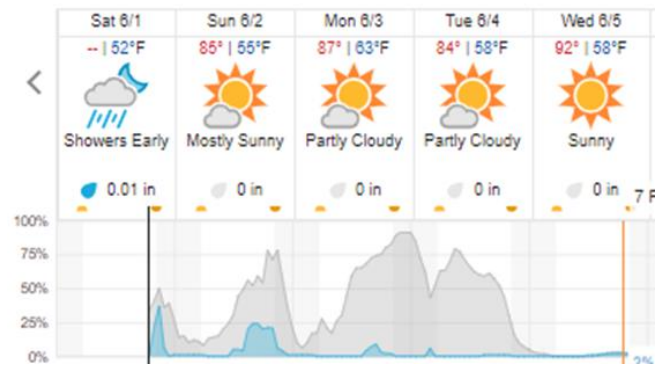 Sat 6/1 Sun 6/2 Mon 6/3 Tue 6/4 Wed 6/5
-- | 52°F 85° | 55°F 87° | 63°F 84° | 58°F 92° | 58°F
Showers Early Mostly Sunny Partly Cloudy Partly Cloudy Sunny
0.01 in 0 in 0 in 0 in 0 in 7 F
100%
75%
50%
25%
0%
2%